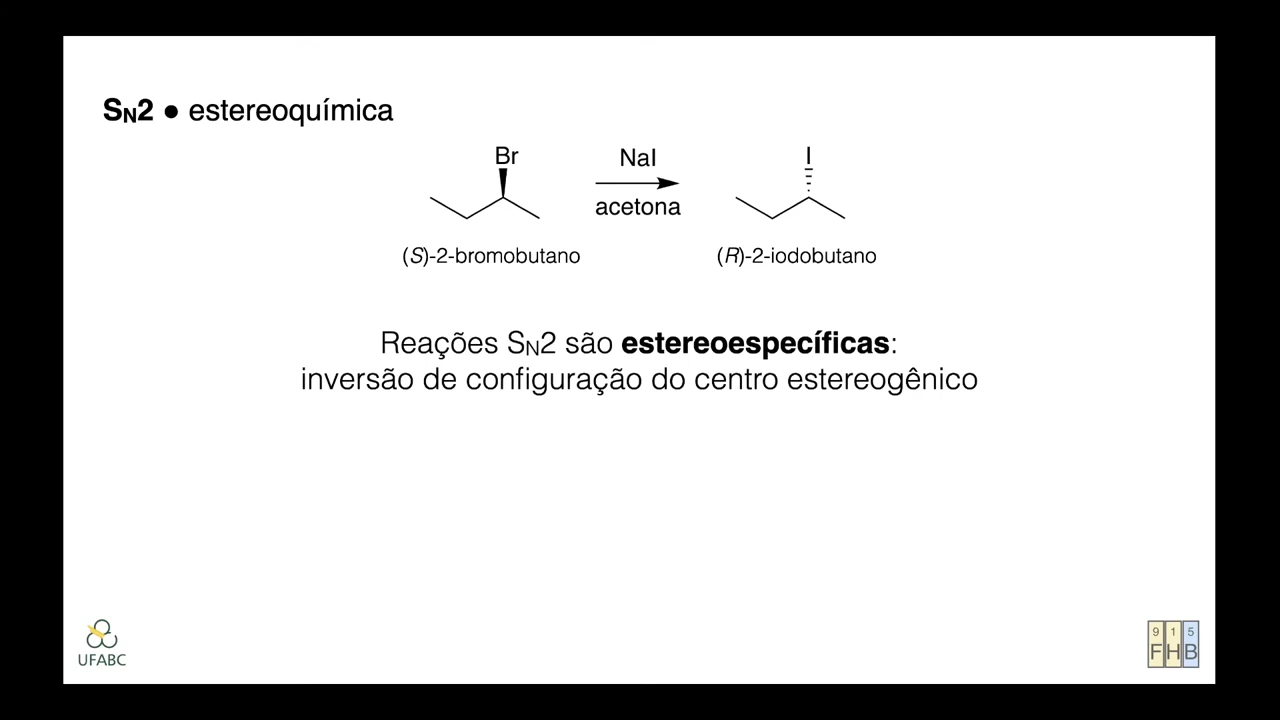 SN2 ● estereoquímica
Br
NaI
I
acetona
(S)-2-bromobutano
(R)-2-iodobutano
Reações SN2 são estereoespecíficas:
inversão de configuração do centro estereogênico
UFABC
9 1 5
F H B